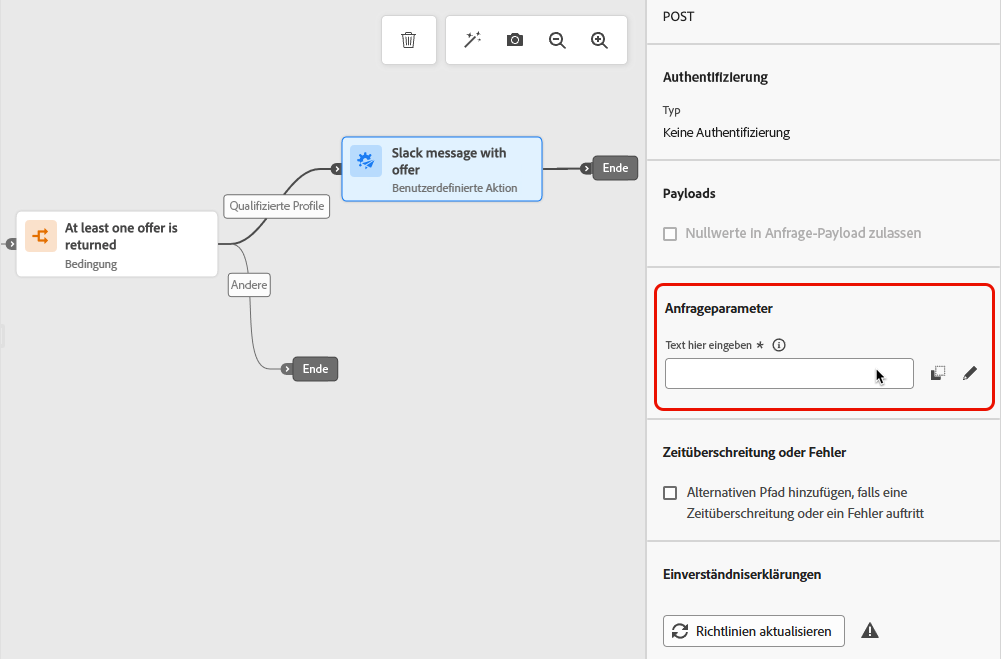 Slack message with
offer
Benutzerdefinierte Aktion
Ende
Qualifizierte Profile
At least one offer is
returned
Bedingung
Andere
Ende
POST
Authentifizierung
Typ
Keine Authentifizierung
Payloads
Nullwerte in Anfrage-Payload zulassen
Anfrageparameter
Text hier eingeben *
Zeitüberschreitung oder Fehler
Alternativen Pfad hinzufügen, falls eine
Zeitüberschreitung oder ein Fehler auftritt
Einverständniserklärungen
Richtlinien aktualisieren